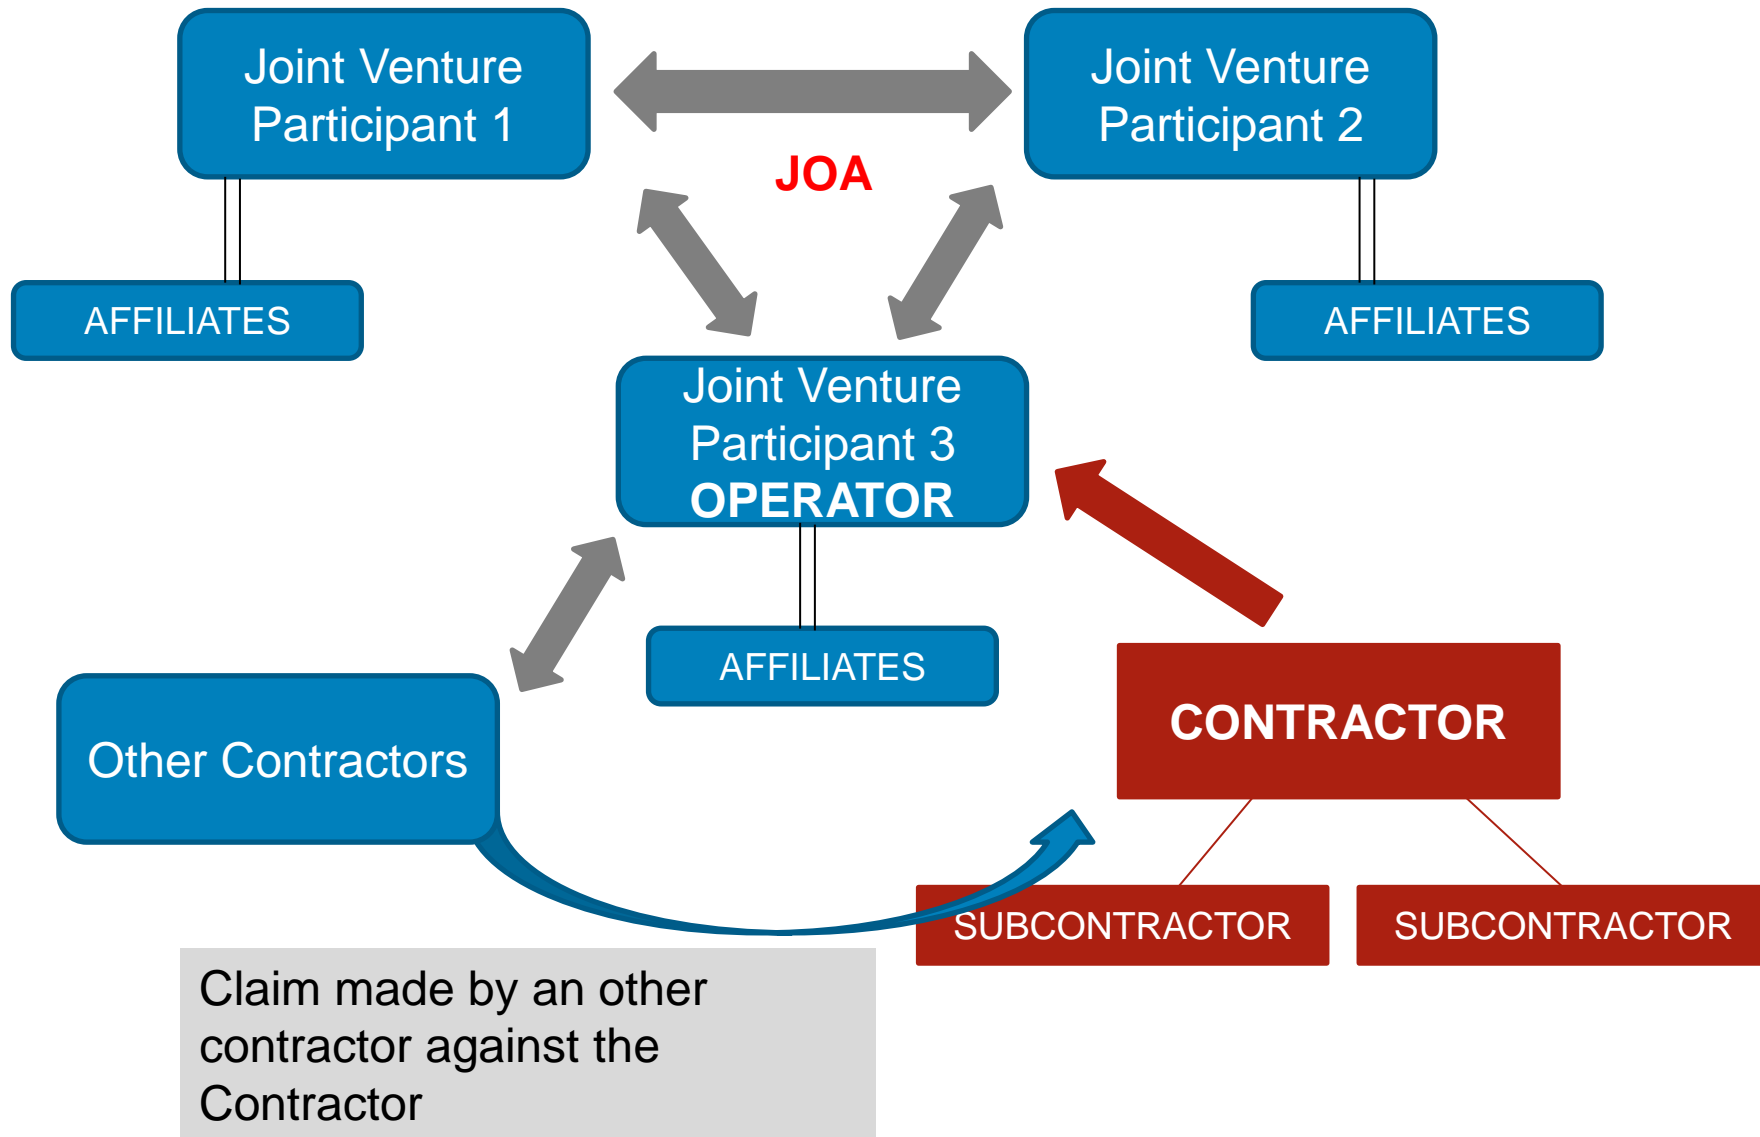 Joint Venture
Participant 1
Joint Venture
Participant 2
JOA
AFFILIATES
AFFILIATES
Joint Venture
Participant 3
OPERATOR
AFFILIATES
Other Contractors
CONTRACTOR
SUBCONTRACTOR
SUBCONTRACTOR
Claim made by an other
contractor against the
Contractor